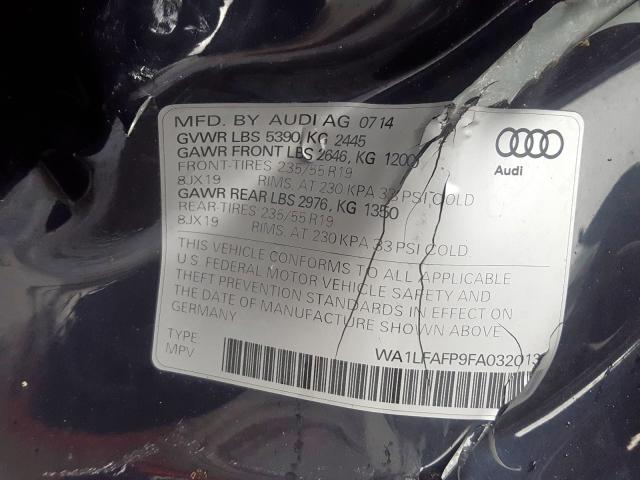 MFD. BY AUDI AG 0714
GVWR LBS 5390, KG 2445
GAWR FRONT LBS 2646, KG 1200
FRONT-TIRES 235/55 R19
8JX19 RIMS, AT 230 KPA 33 PSI COLD
GAWR REAR LBS 2976, KG 1350
REAR-TIRES 235/55 R19
8JX19 RIMS, AT 230 KPA 33 PSI COLD.
Audi
THIS VEHICLE CONFORMS TO ALL APPLICABLE
U.S. FEDERAL MOTOR VEHICLE SAFETY AND
THEFT PREVENTION STANDARDS IN EFFECT ON
THE DATE OF MANUFACTURE SHOWN ABOVE.
GERMANY
TYPE
MPV
WA1LFAFP9FA032013